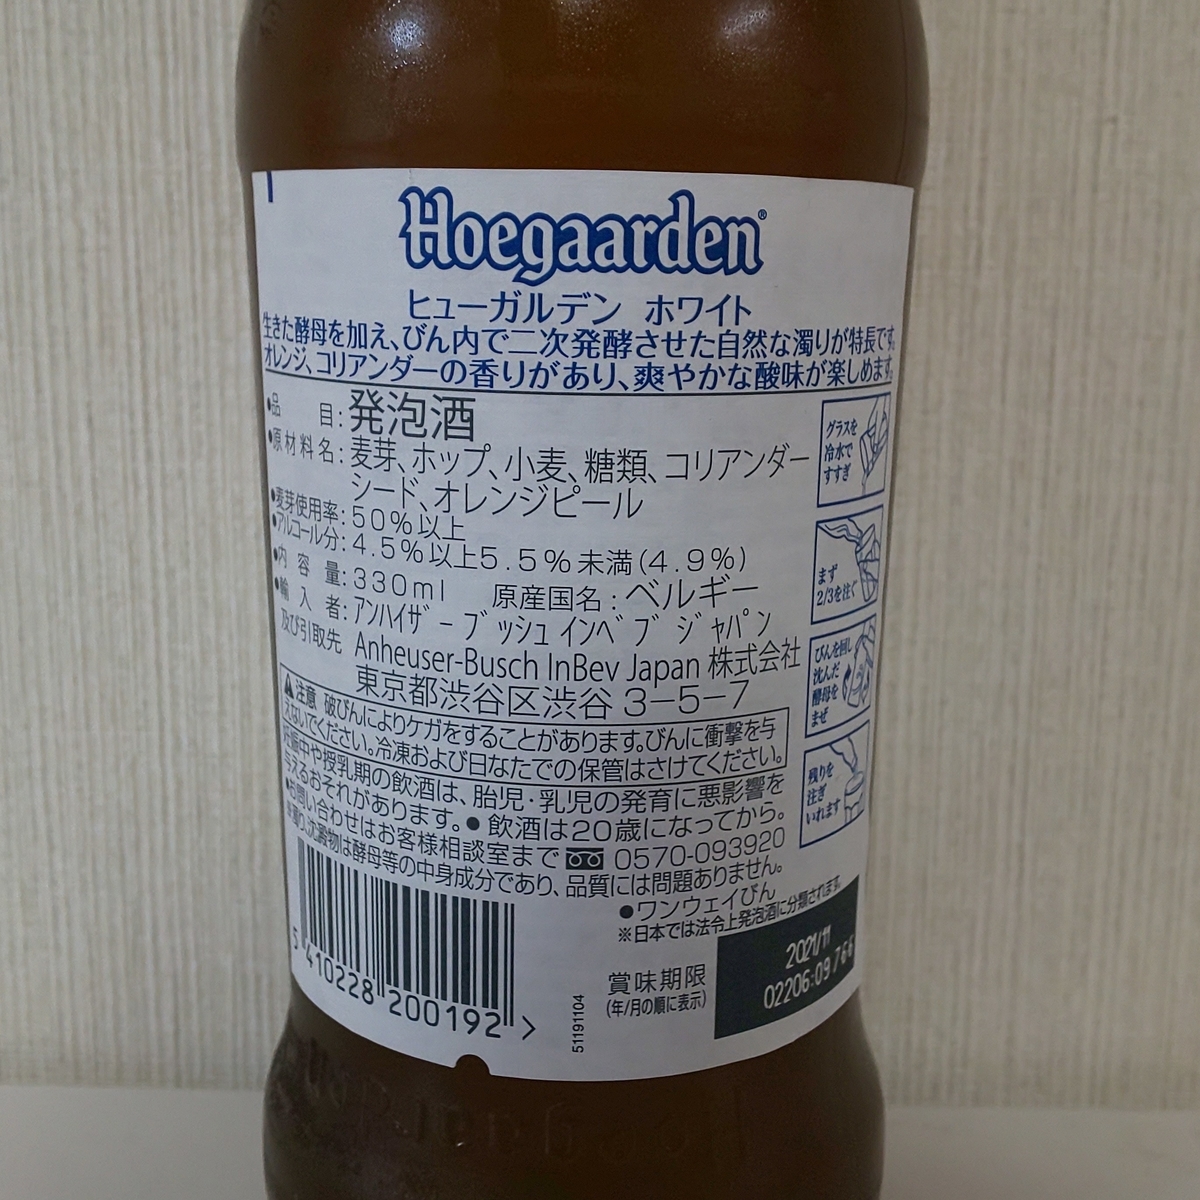 Hoegaarden®
ヒューガルデン ホワイト
生きた酵母を加え、びん内で二次発酵させた自然な濁りが特長です。
オレンジ、コリアンダーの香りがあり、爽やかな酸味が楽しめます。
●品目:発泡酒
●原材料名:麦芽、ホップ、小麦、糖類、コリアンダー
シード、オレンジピール
●麦芽使用率:50%以上
●アルコール分:4.5%以上5.5%未満(4.9%)
●内容量:330ml 原産国名:ベルギー
●輸入者:アンハイザーブッシュインベブジャパン
及び引取先 Anheuser-Busch InBev Japan 株式会社
東京都渋谷区渋谷3-5-7
⚠注意 破びんによりケガをすることがあります。びんに衝撃を与
えないでください。冷凍および日なたでの保管はさけてください。
妊娠中や授乳期の飲酒は、胎児・乳児の発育に悪影響を
与えるおそれがあります。●飲酒は20歳になってから。
●お問い合わせはお客様相談室まで 0570-093920
※濁り、沈澱物は酵母等の中身成分であり、品質には問題ありません。
●ワンウェイびん
※日本では法令上発泡酒に分類されます。
グラスを
冷水で
すすぎ
まず
2/3を注ぐ
びんを回し
沈んだ
酵母を
まぜ
残りを
注ぎ
いれます
5 410228 200192 >
51191104
賞味期限
(年/月の順に表示)
2021/11
02206:09 766